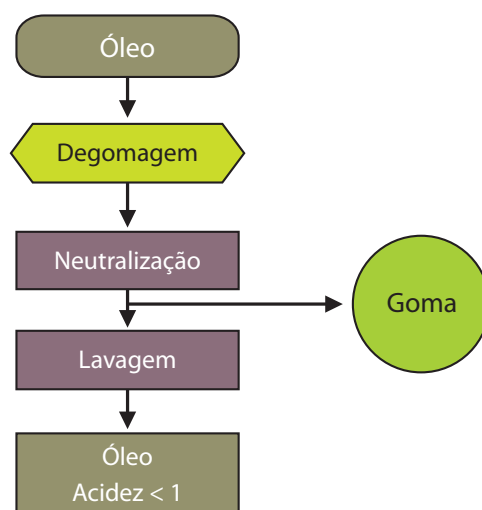 Óleo
Degomagem
Neutralização
Goma
Lavagem
Óleo
Acidez < 1